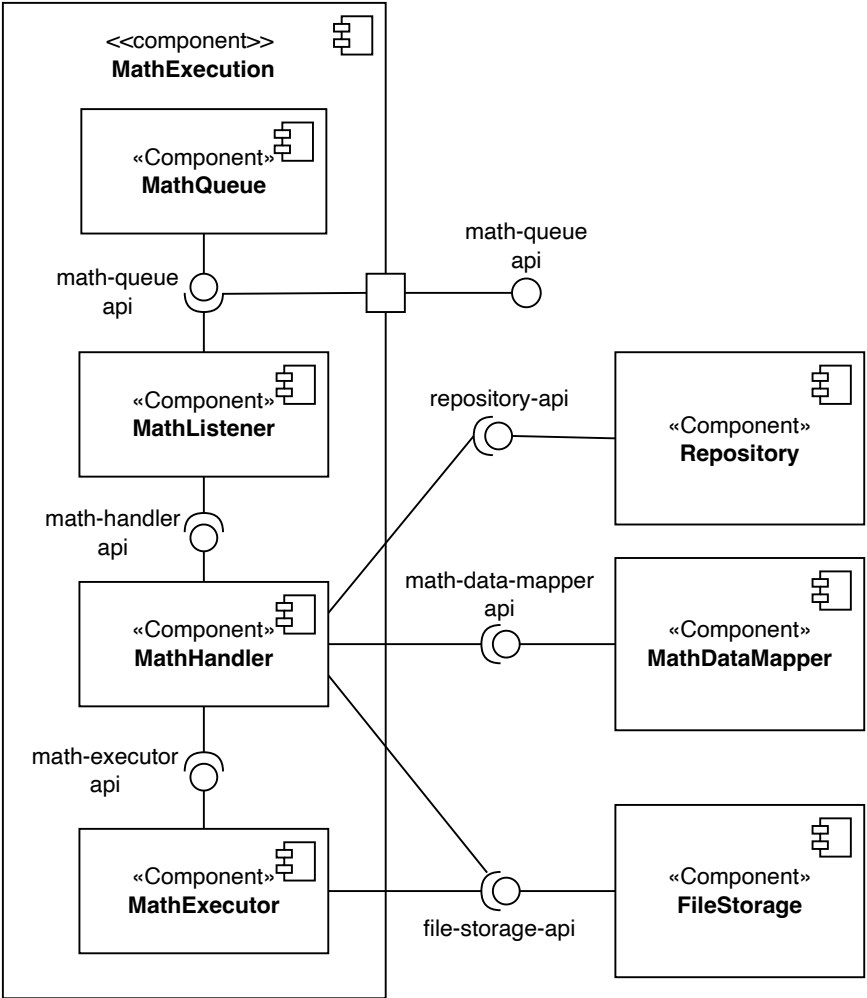 <<component>>
MathExecution
«Component»
MathQueue
math-queue
api
math-queue
api
«Component»
MathListener
repository-api
«Component»
Repository
math-handler
api
«Component»
MathHandler
math-data-mapper
api
«Component»
MathDataMapper
math-executor
api
«Component»
MathExecutor
file-storage-api
«Component»
FileStorage